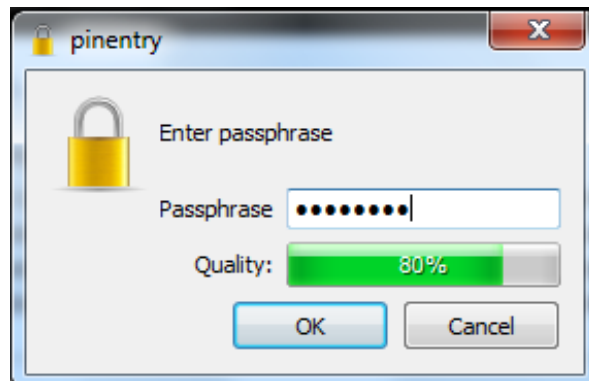 pinentry
Enter passphrase
Passphrase ●●●●●●●●
Quality: 80%
OK Cancel